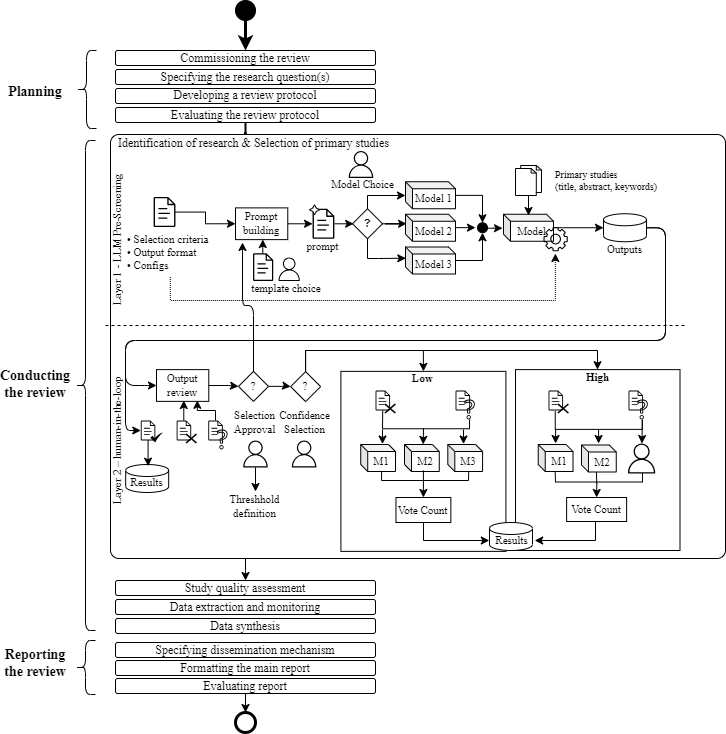 Commissioning the review
Specifying the research question(s)
Planning
Developing a review protocol
Evaluating the review protocol
Identification of research & Selection of primary studies
Layer 1 - LLM Pre-Screening
• Selection criteria
• Output format
• Configs
Prompt
building
template choice
prompt
Model Choice
?
Model 1
Model 2
Model 3
Model
Primary studies
(title, abstract, keywords)
Outputs
Conducting
the review
Layer 2 – human-in-the-loop
Output
review
?
?
Results
Selection
Approval
Confidence
Selection
Threshhold
definition
Low
?
M1
M2
M3
Vote Count
High
?
M1
M2
Vote Count
Results
Study quality assessment
Data extraction and monitoring
Data synthesis
Reporting
the review
Specifying dissemination mechanism
Formatting the main report
Evaluating report